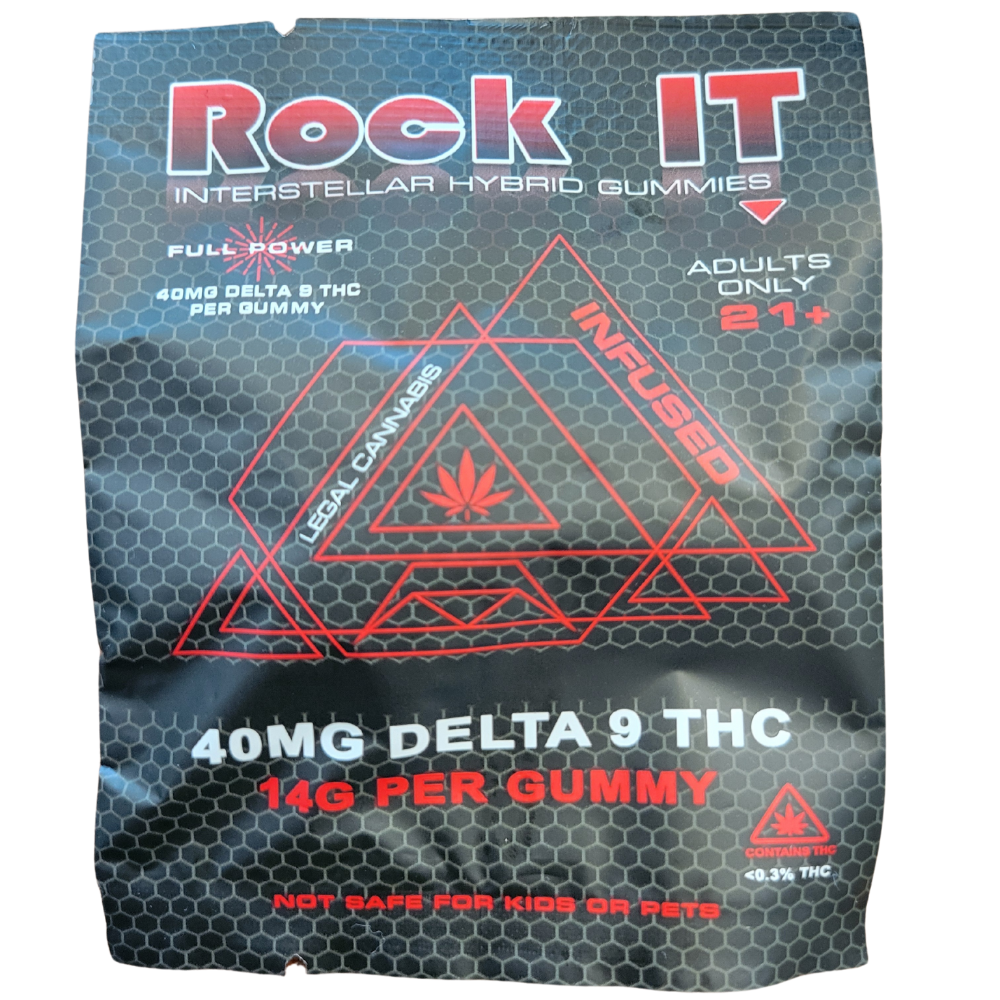 Rock IT
INTERSTELLAR HYBRID GUMMIES
FULL POWER
40MG DELTA 9 THC
PER GUMMY
ADULTS
ONLY
21+
INFUSED
LEGAL CANNABIS
40MG DELTA 9 THC
14G PER GUMMY
CONTAINS THC
<0.3% THC
NOT SAFE FOR KIDS OR PETS